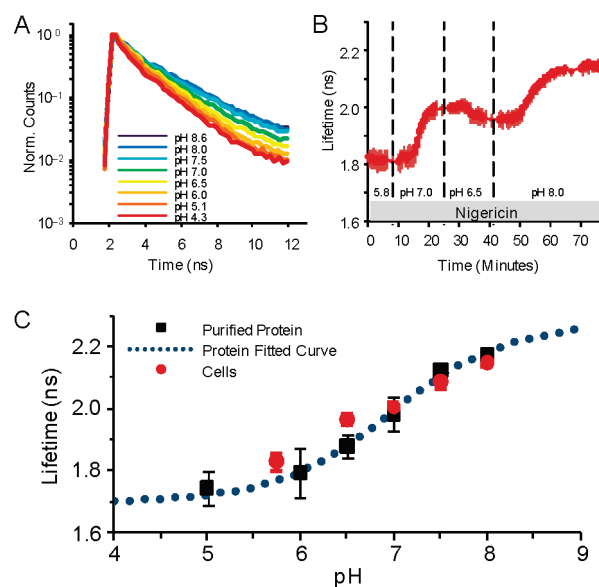 A
Norm. Counts
10⁰
10⁻¹
10⁻²
10⁻³
pH 8.6
pH 8.0
pH 7.5
pH 7.0
pH 6.5
pH 6.0
pH 5.1
pH 4.3
0 2 4 6 8 10 12
Time (ns)
B
Lifetime (ns)
2.2
2.0
1.8
1.6
5.8 pH 7.0 pH 6.5 pH 8.0
Nigericin
0 10 20 30 40 50 60 70
Time (Minutes)
C
Purified Protein
Protein Fitted Curve
Cells
Lifetime (ns)
2.2
2.0
1.8
1.6
4 5 6 7 8 9
pH